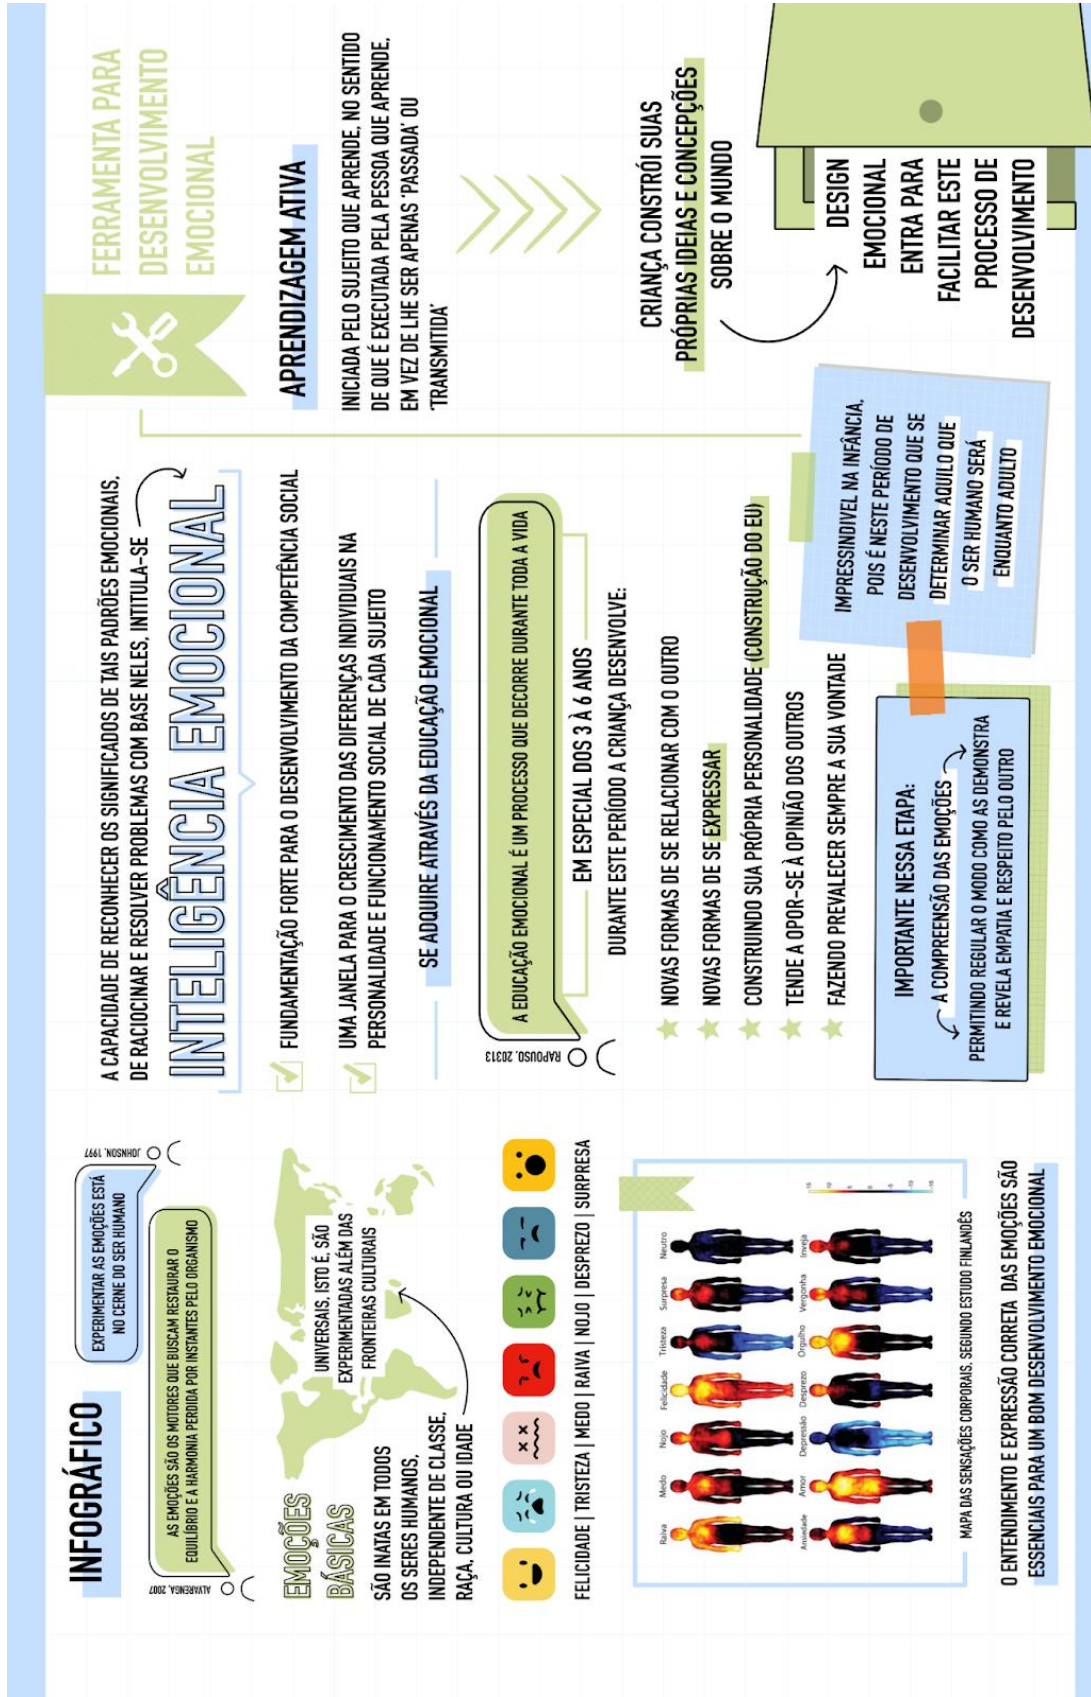 INFOGRÁFICO
EXPERIMENTAR AS EMOÇÕES ESTÁ
NO CERNE DO SER HUMANO
JOHNSON, 1997
AS EMOÇÕES SÃO OS MOTORES QUE BUSCAM RESTAURAR O
EQUILÍBRIO E A HARMONIA PERDIDA POR INSTANTES PELO ORGANISMO
ALVARENGA, 2007
EMOÇÕES
BÁSICAS
SÃO INATAS EM TODOS
OS SERES HUMANOS,
INDEPENDENTE DE CLASSE,
RAÇA, CULTURA OU IDADE
UNIVERSAIS, ISTO É, SÃO
EXPERIMENTADAS ALÉM DAS
FRONTEIRAS CULTURAIS
FELICIDADE | TRISTEZA | MEDO | RAIVA | NOJO | DESPREZO | SURPRESA
Raiva Medo Nojo Felicidade Tristeza Surpresa Neutro
Ansiedade Amor Depressão Desprezo Orgulho Vergonha Inveja
15
10
5
0
-5
-10
-15
MAPA DAS SENSAÇÕES CORPORAIS, SEGUNDO ESTUDO FINLANDÊS
O ENTENDIMENTO E EXPRESSÃO CORRETA DAS EMOÇÕES SÃO
ESSENCIAIS PARA UM BOM DESENVOLVIMENTO EMOCIONAL
A CAPACIDADE DE RECONHECER OS SIGNIFICADOS DE TAIS PADRÕES EMOCIONAIS,
DE RACIOCINAR E RESOLVER PROBLEMAS COM BASE NELES, INTITULA-SE
INTELIGÊNCIA EMOCIONAL
FUNDAMENTAÇÃO FORTE PARA O DESENVOLVIMENTO DA COMPETÊNCIA SOCIAL
UMA JANELA PARA O CRESCIMENTO DAS DIFERENÇAS INDIVIDUAIS NA
PERSONALIDADE E FUNCIONAMENTO SOCIAL DE CADA SUJEITO
SE ADQUIRE ATRAVÉS DA EDUCAÇÃO EMOCIONAL
A EDUCAÇÃO EMOCIONAL É UM PROCESSO QUE DECORRE DURANTE TODA A VIDA
RAPOUSO, 20313
EM ESPECIAL DOS 3 À 6 ANOS
DURANTE ESTE PERÍODO A CRIANÇA DESENVOLVE:
NOVAS FORMAS DE SE RELACIONAR COM O OUTRO
NOVAS FORMAS DE SE EXPRESSAR
CONSTRUINDO SUA PRÓPRIA PERSONALIDADE (CONSTRUÇÃO DO EU)
TENDE A OPOR-SE À OPINIÃO DOS OUTROS
FAZENDO PREVALECER SEMPRE A SUA VONTADE
IMPORTANTE NESSA ETAPA:
A COMPREENSÃO DAS EMOÇÕES
PERMITINDO REGULAR O MODO COMO AS DEMONSTRA
E REVELA EMPATIA E RESPEITO PELO OUTRO
IMPRESSINDIVEL NA INFÂNCIA,
POIS É NESTE PERÍODO DE
DESENVOLVIMENTO QUE SE
DETERMINAR AQUILO QUE
O SER HUMANO SERÁ
ENQUANTO ADULTO
FERRAMENTA PARA
DESENVOLVIMENTO
EMOCIONAL
APRENDIZAGEM ATIVA
INICIADA PELO SUJEITO QUE APRENDE, NO SENTIDO
DE QUE É EXECUTADA PELA PESSOA QUE APRENDE,
EM VEZ DE LHE SER APENAS 'PASSADA' OU
'TRANSMITIDA'
CRIANÇA CONSTRÓI SUAS
PRÓPRIAS IDEIAS E CONCEPÇÕES
SOBRE O MUNDO
DESIGN
EMOCIONAL
ENTRA PARA
FACILITAR ESTE
PROCESSO DE
DESENVOLVIMENTO